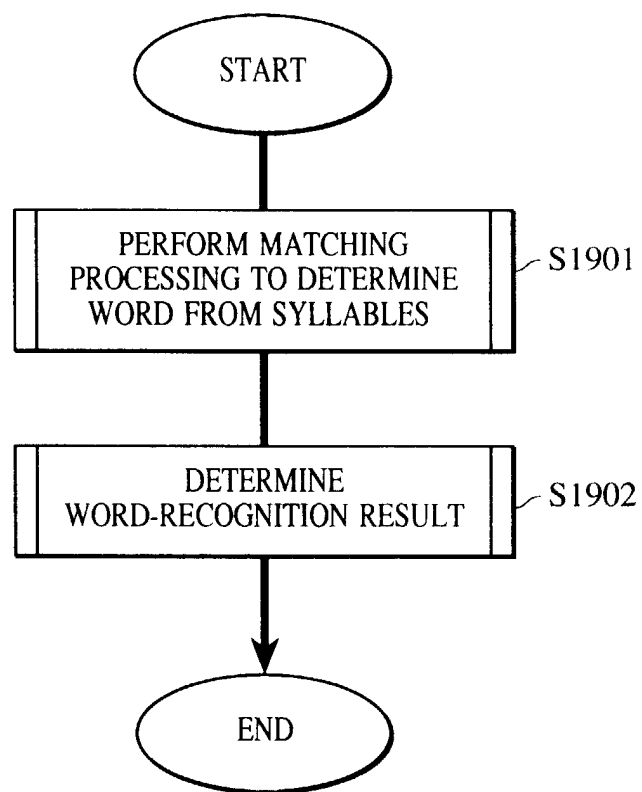 START
PERFORM MATCHING
PROCESSING TO DETERMINE
WORD FROM SYLLABLES
S1901
DETERMINE
WORD-RECOGNITION RESULT
S1902
END